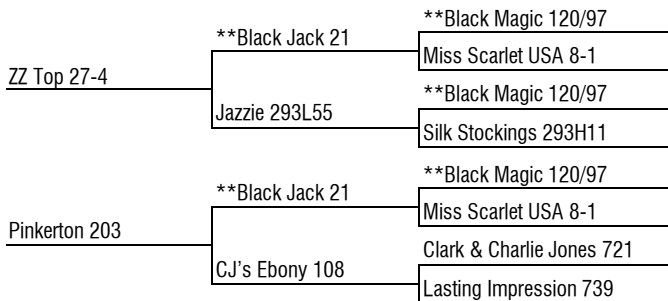 **Black Magic 120/97
**Black Jack 21
Miss Scarlet USA 8-1
ZZ Top 27-4
**Black Magic 120/97
Jazzie 293L55
Silk Stockings 293H11
**Black Magic 120/97
**Black Jack 21
Miss Scarlet USA 8-1
Pinkerton 203
Clark & Charlie Jones 721
CJ's Ebony 108
Lasting Impression 739